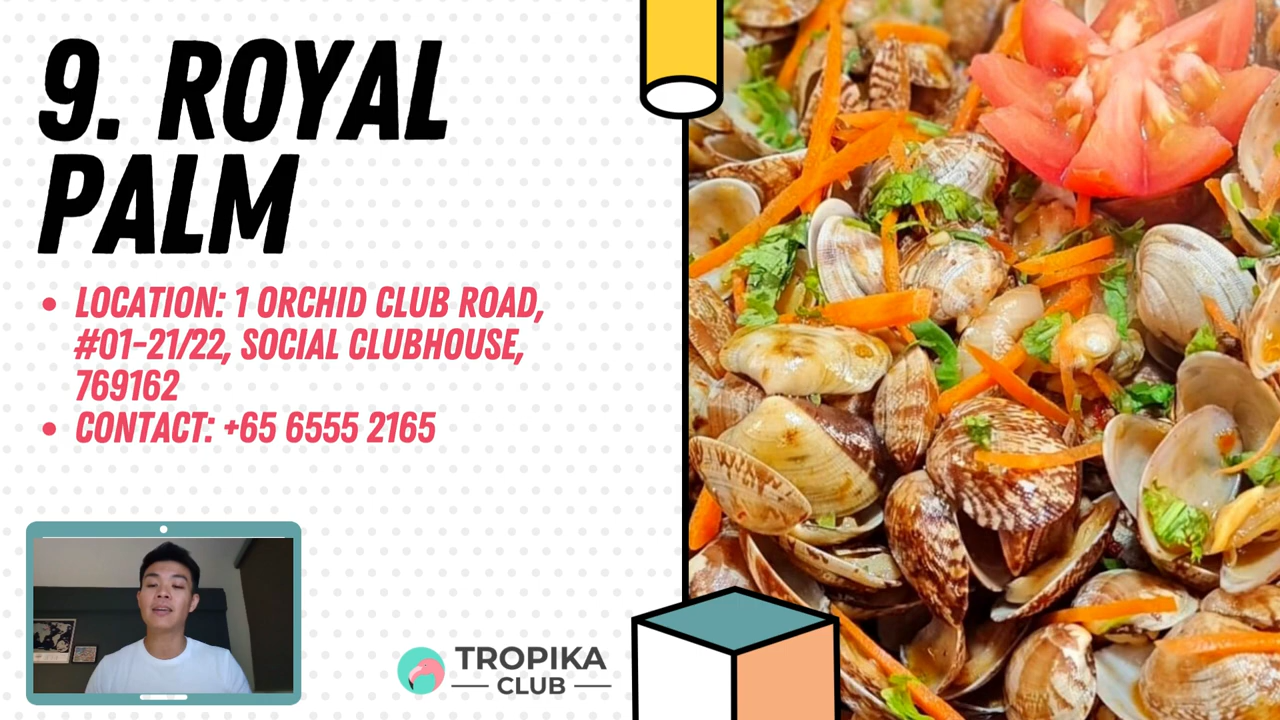 9. ROYAL
PALM
• LOCATION: 1 ORCHID CLUB ROAD,
#01-21/22, SOCIAL CLUBHOUSE,
769162
• CONTACT: +65 6555 2165
TROPIKA
CLUB